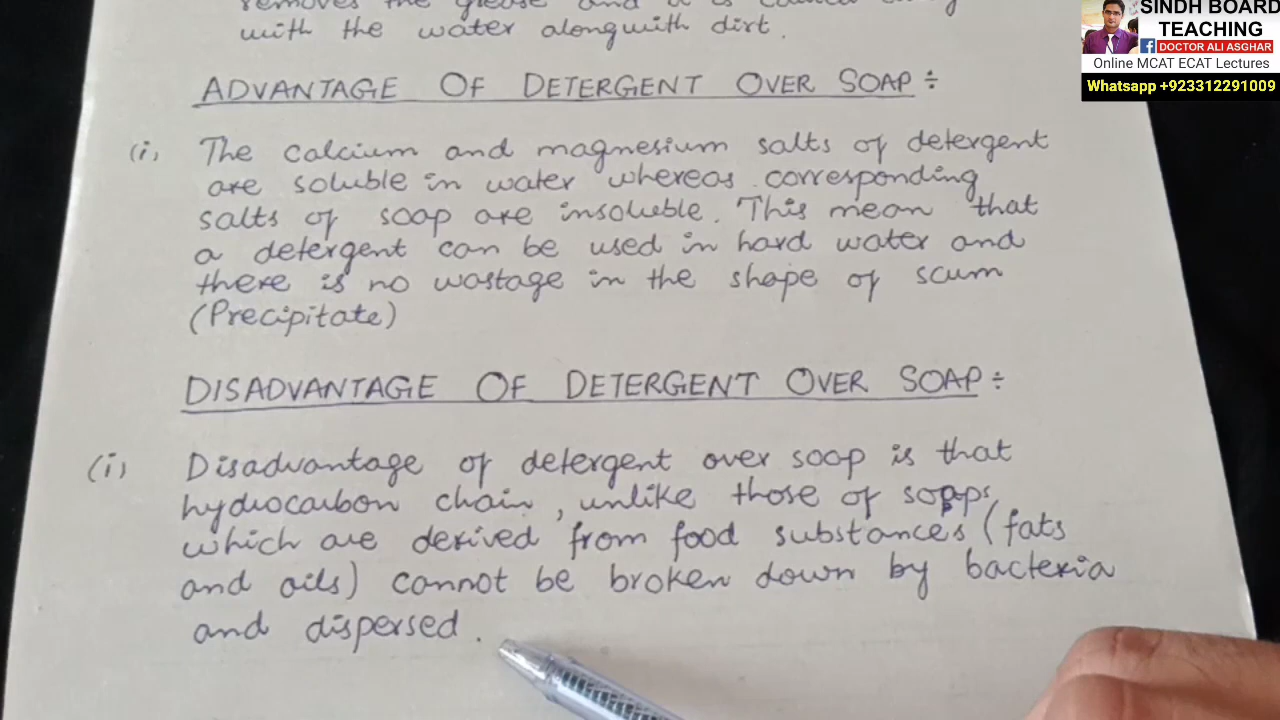 with the water alongwith dirt.
ADVANTAGE OF DETERGENT OVER SOAP ÷
(i) The calcium and magnesium salts of detergent
are soluble in water whereas corresponding
salts of soap are insoluble. This mean that
a detergent can be used in hard water and
there is no wastage in the shape of scum
(Precipitate)
DISADVANTAGE OF DETERGENT OVER SOAP ÷
(i) Disadvantage of detergent over soap is that
hydrocarbon chain, unlike those of soaps,
which are derived from food substances (fats
and oils) cannot be broken down by bacteria
and dispersed.
SINDH BOARD
TEACHING
f DOCTOR ALI ASGHAR
Online MCAT ECAT Lectures
Whatsapp +923312291009